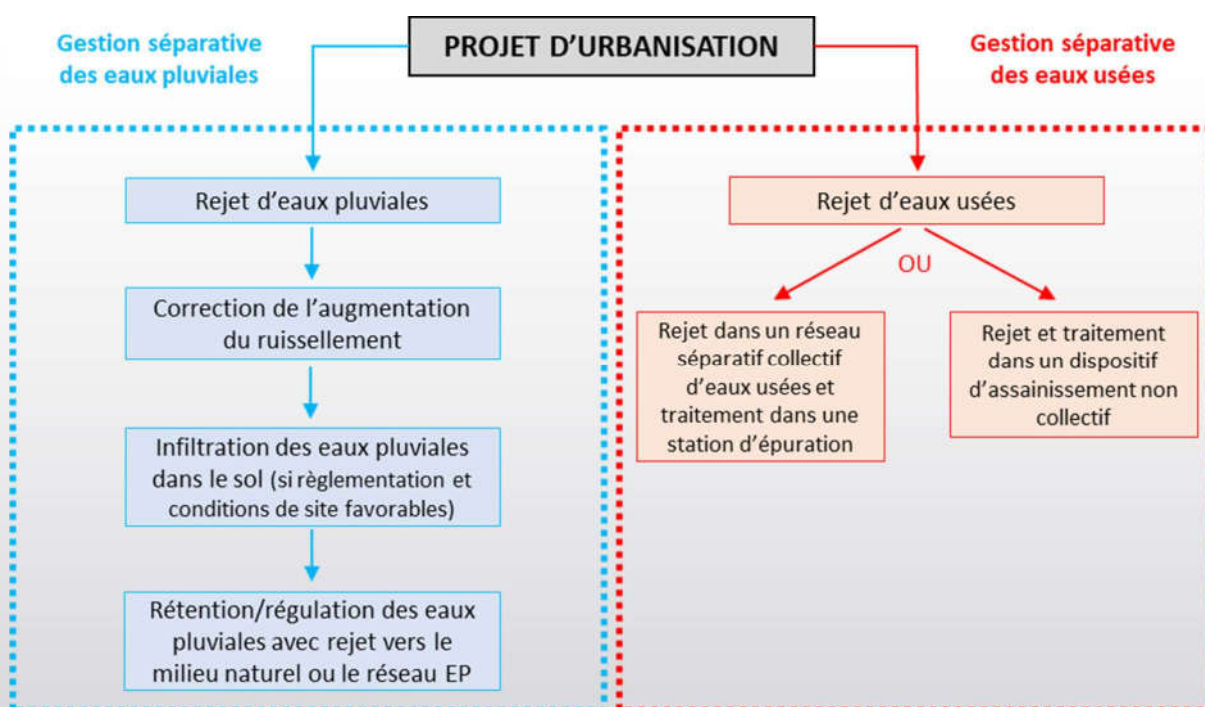 PROJET D'URBANISATION
Gestion séparative
des eaux pluviales
Rejet d'eaux pluviales
Correction de l'augmentation
du ruissellement
Infiltration des eaux pluviales
dans le sol (si règlementation et
conditions de site favorables)
Rétention/régulation des eaux
pluviales avec rejet vers le
milieu naturel ou le réseau EP
Gestion séparative
des eaux usées
Rejet d'eaux usées
OU
Rejet dans un réseau
séparatif collectif
d'eaux usées et
traitement dans une
station d'épuration
Rejet et traitement
dans un dispositif
d'assainissement non
collectif